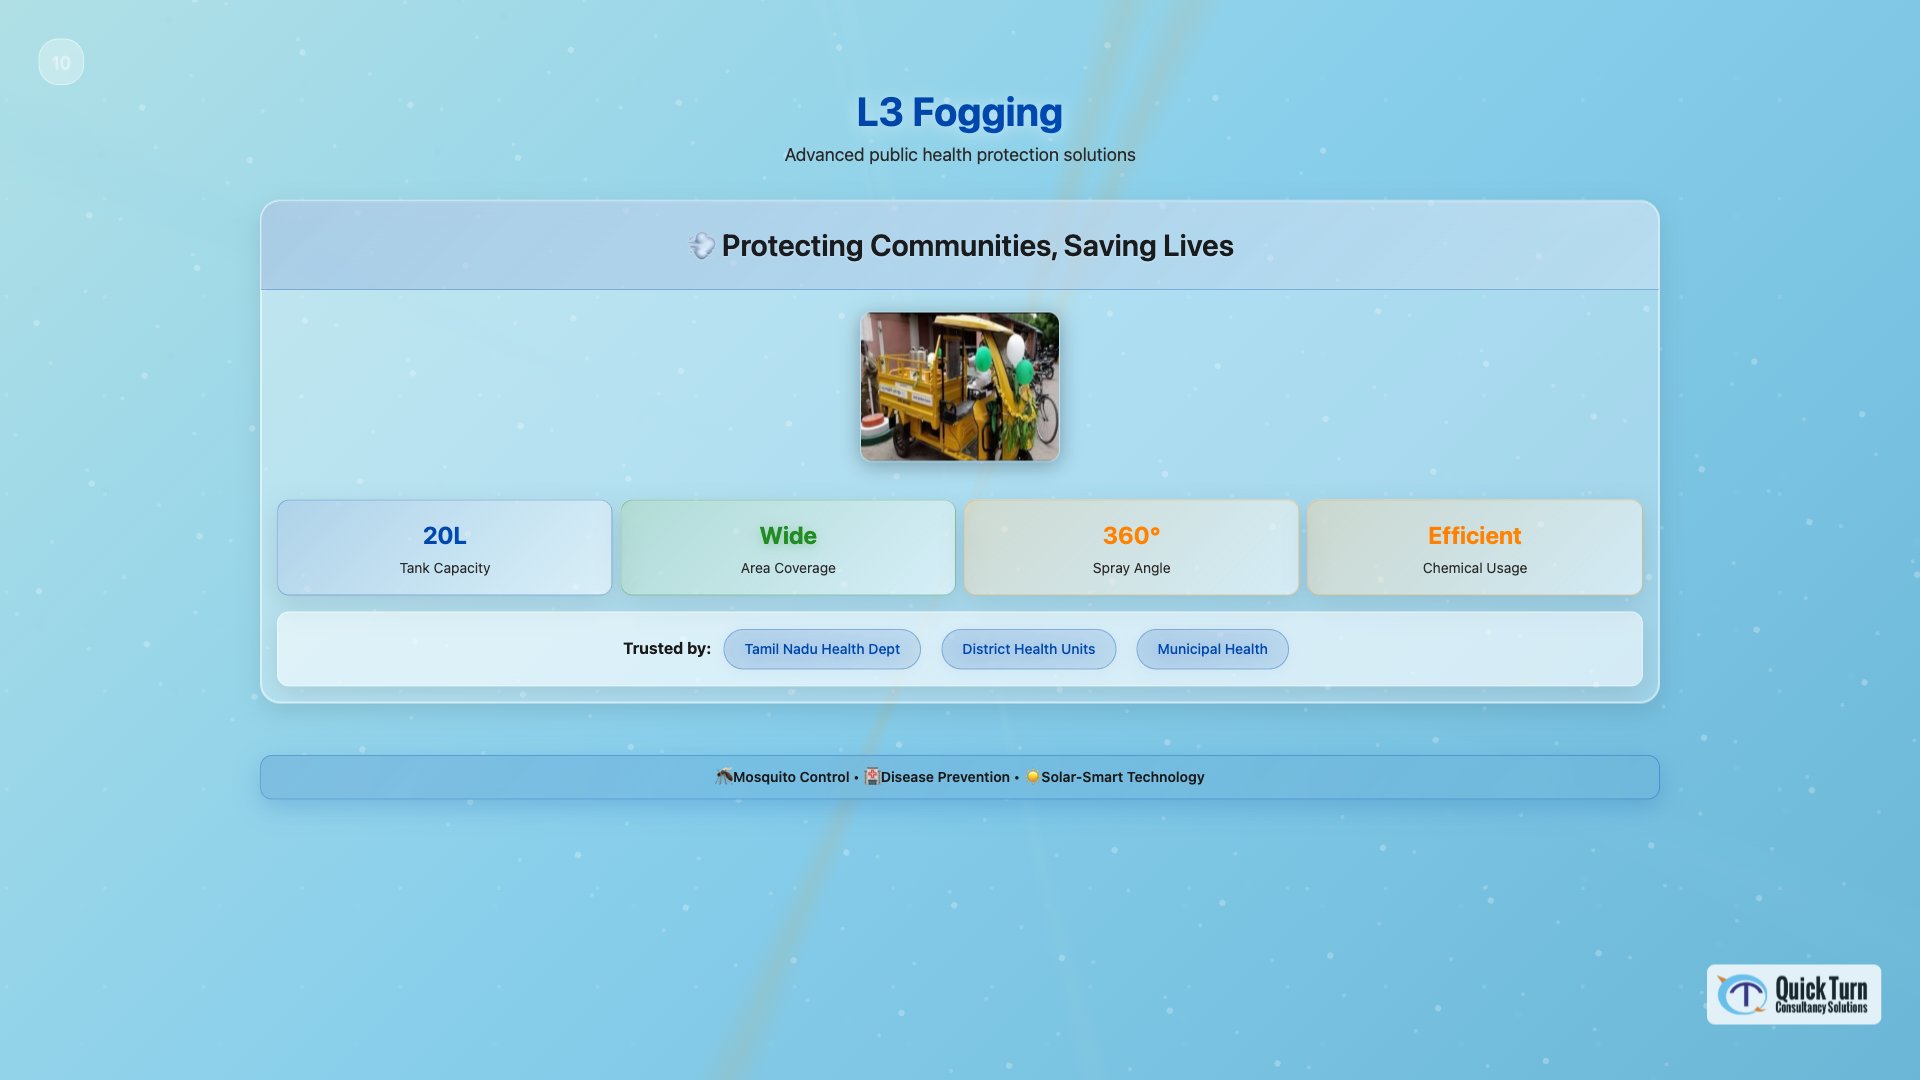 10
L3 Fogging
Advanced public health protection solutions
💨 Protecting Communities, Saving Lives
20L
Tank Capacity
Wide
Area Coverage
360°
Spray Angle
Efficient
Chemical Usage
Trusted by: Tamil Nadu Health Dept District Health Units Municipal Health
🦟Mosquito Control • 🏥Disease Prevention • ☀️Solar-Smart Technology
Quick Turn
Consultancy Solutions